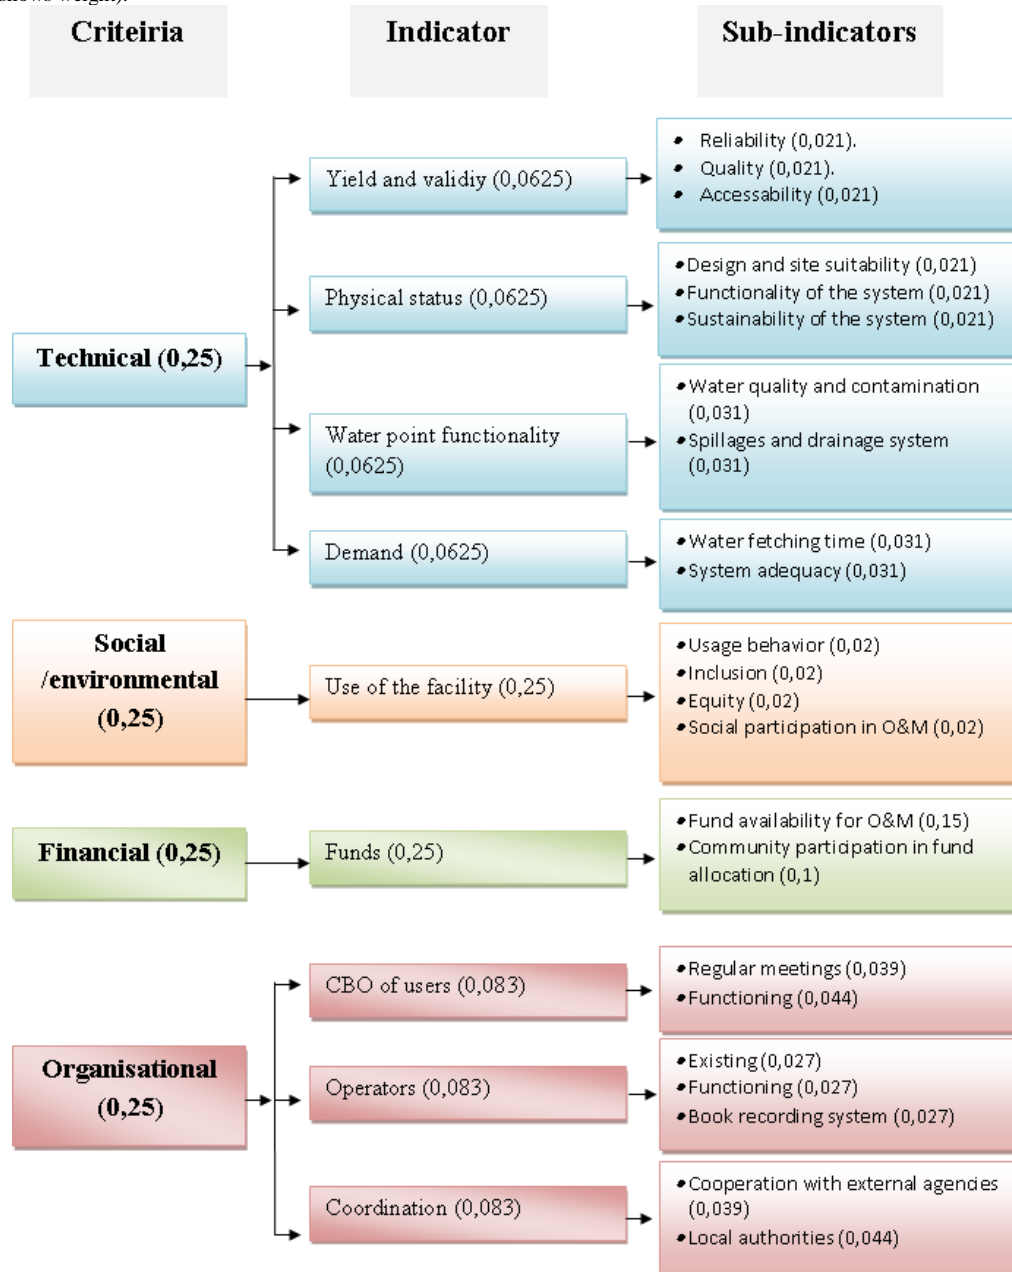 shows weight).
Criteiria
Indicator
Sub-indicators
Technical (0,25)
Yield and validiy (0,0625)
• Reliability (0,021).
• Quality (0,021).
• Accessability (0,021)
Physical status (0,0625)
• Design and site suitability (0,021)
• Functionality of the system (0,021)
• Sustainability of the system (0,021)
Water point functionality
(0,0625)
• Water quality and contamination
(0,031)
• Spillages and drainage system
(0,031)
Demand (0,0625)
• Water fetching time (0,031)
• System adequacy (0,031)
Social
/environmental
(0,25)
Use of the facility (0,25)
• Usage behavior (0,02)
• Inclusion (0,02)
• Equity (0,02)
• Social participation in O&M (0,02)
Financial (0,25)
Funds (0,25)
• Fund availability for O&M (0,15)
• Community participation in fund
allocation (0,1)
Organisational
(0,25)
CBO of users (0,083)
• Regular meetings (0,039)
• Functioning (0,044)
Operators (0,083)
• Existing (0,027)
• Functioning (0,027)
• Book recording system (0,027)
Coordination (0,083)
• Cooperation with external agencies
(0,039)
• Local authorities (0,044)